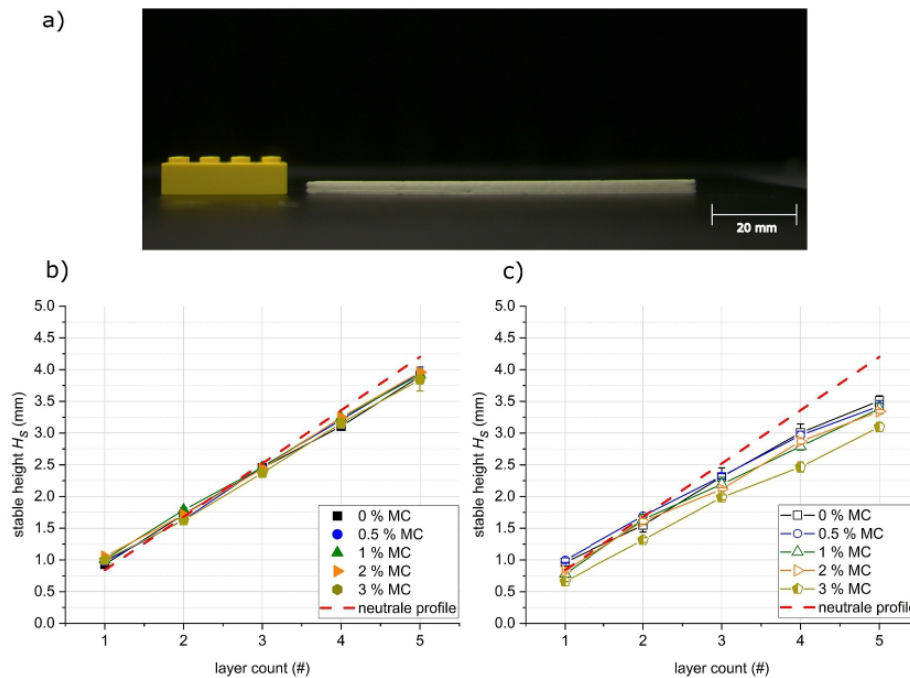 a)
20 mm
b)
c)
5.0
4.5
4.0
3.5
3.0
2.5
2.0
1.5
1.0
0.5
0.0
stable height Hs (mm)
1 2 3 4 5
layer count (#)
0 % MC
0.5 % MC
1 % MC
2 % MC
3 % MC
neutrale profile
5.0
4.5
4.0
3.5
3.0
2.5
2.0
1.5
1.0
0.5
0.0
stable height Hs (mm)
1 2 3 4 5
layer count (#)
0 % MC
0.5 % MC
1 % MC
2 % MC
3 % MC
neutrale profile